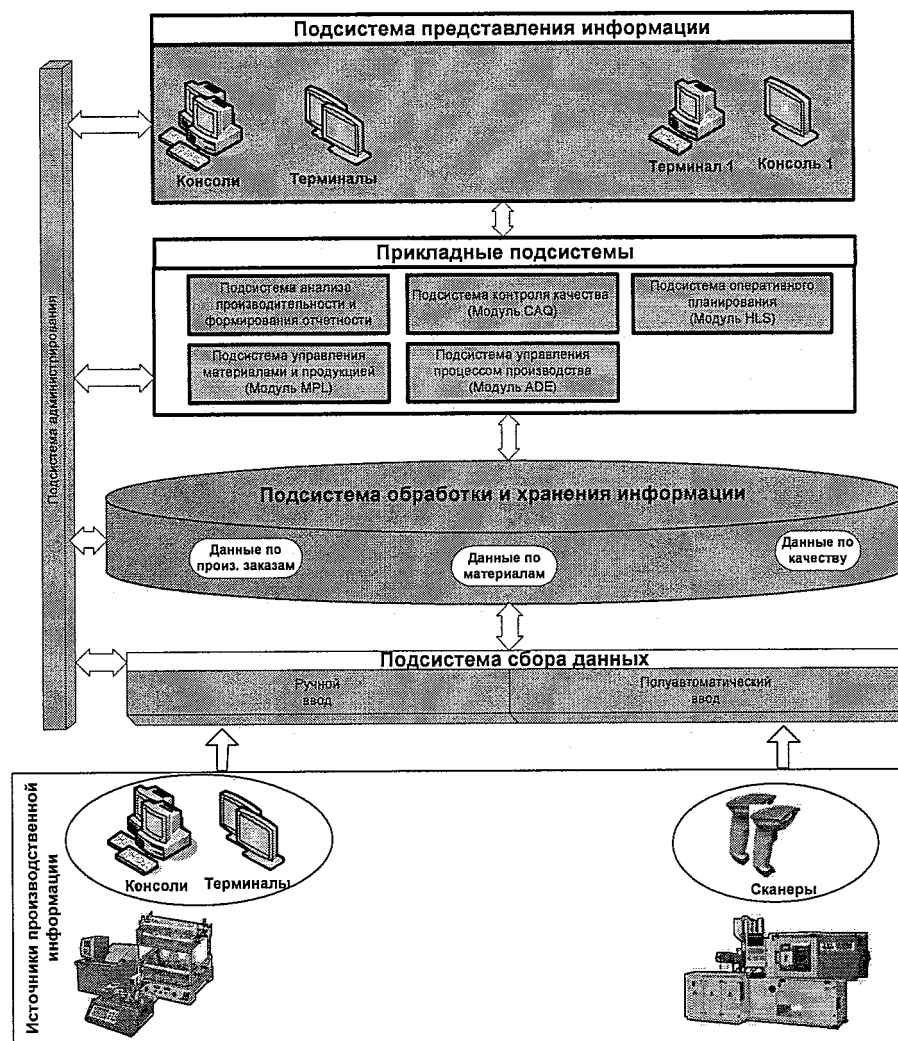 Подсистема представления информации
Консоли
Терминалы
Терминал 1
Консоль 1
Подсистема администрирования
Прикладные подсистемы
Подсистема анализа
производительности и
формирования отчетности
Подсистема контроля качества
(Модуль CAQ)
Подсистема оперативного
планирования
(Модуль HLS)
Подсистема управления
материалами и продукцией
(Модуль MPL)
Подсистема управления
процессом производства
(Модуль ADE)
Подсистема обработки и хранения информации
Данные по
произ. заказам
Данные по
материалам
Данные по
качеству
Подсистема сбора данных
Ручной
ввод
Полуавтоматический
ввод
Источники производственной
информации
Консоли
Терминалы
Сканеры